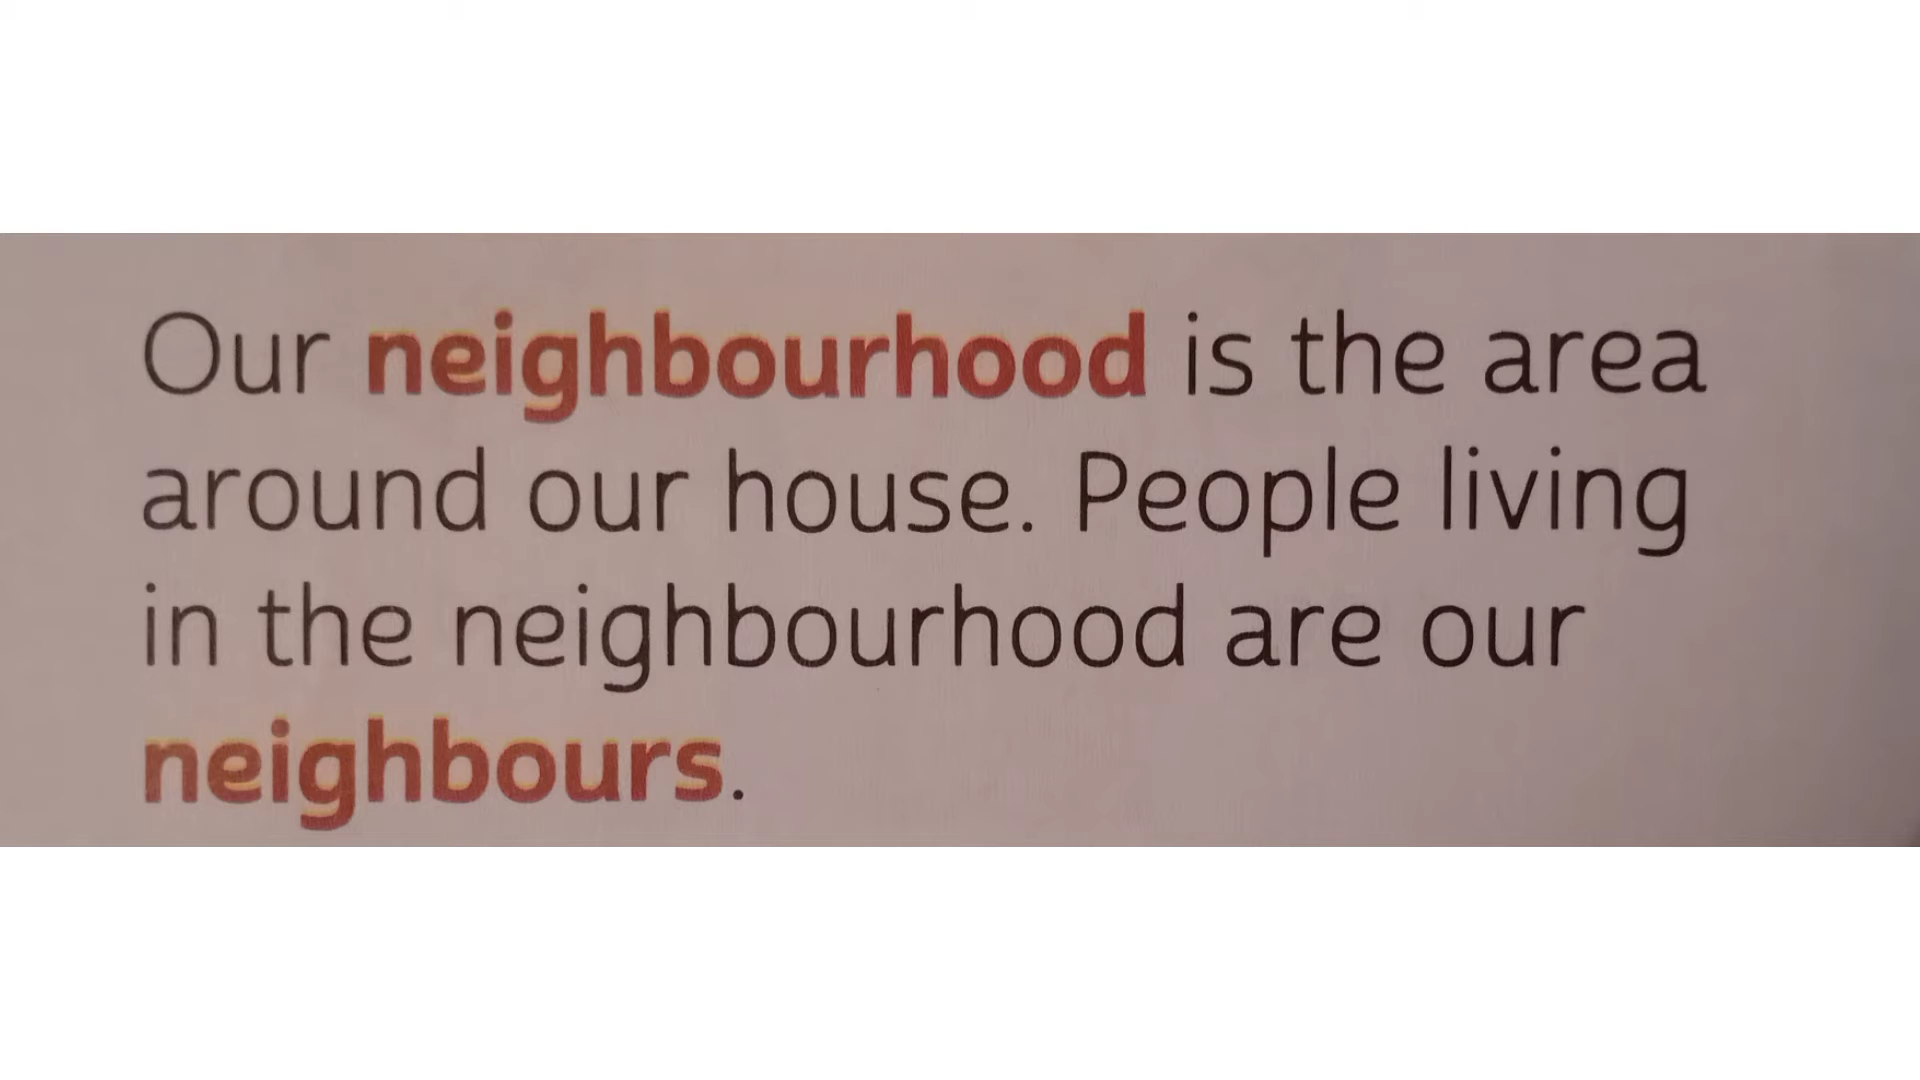 Our neighbourhood is the area
around our house. People living
in the neighbourhood are our
neighbours.